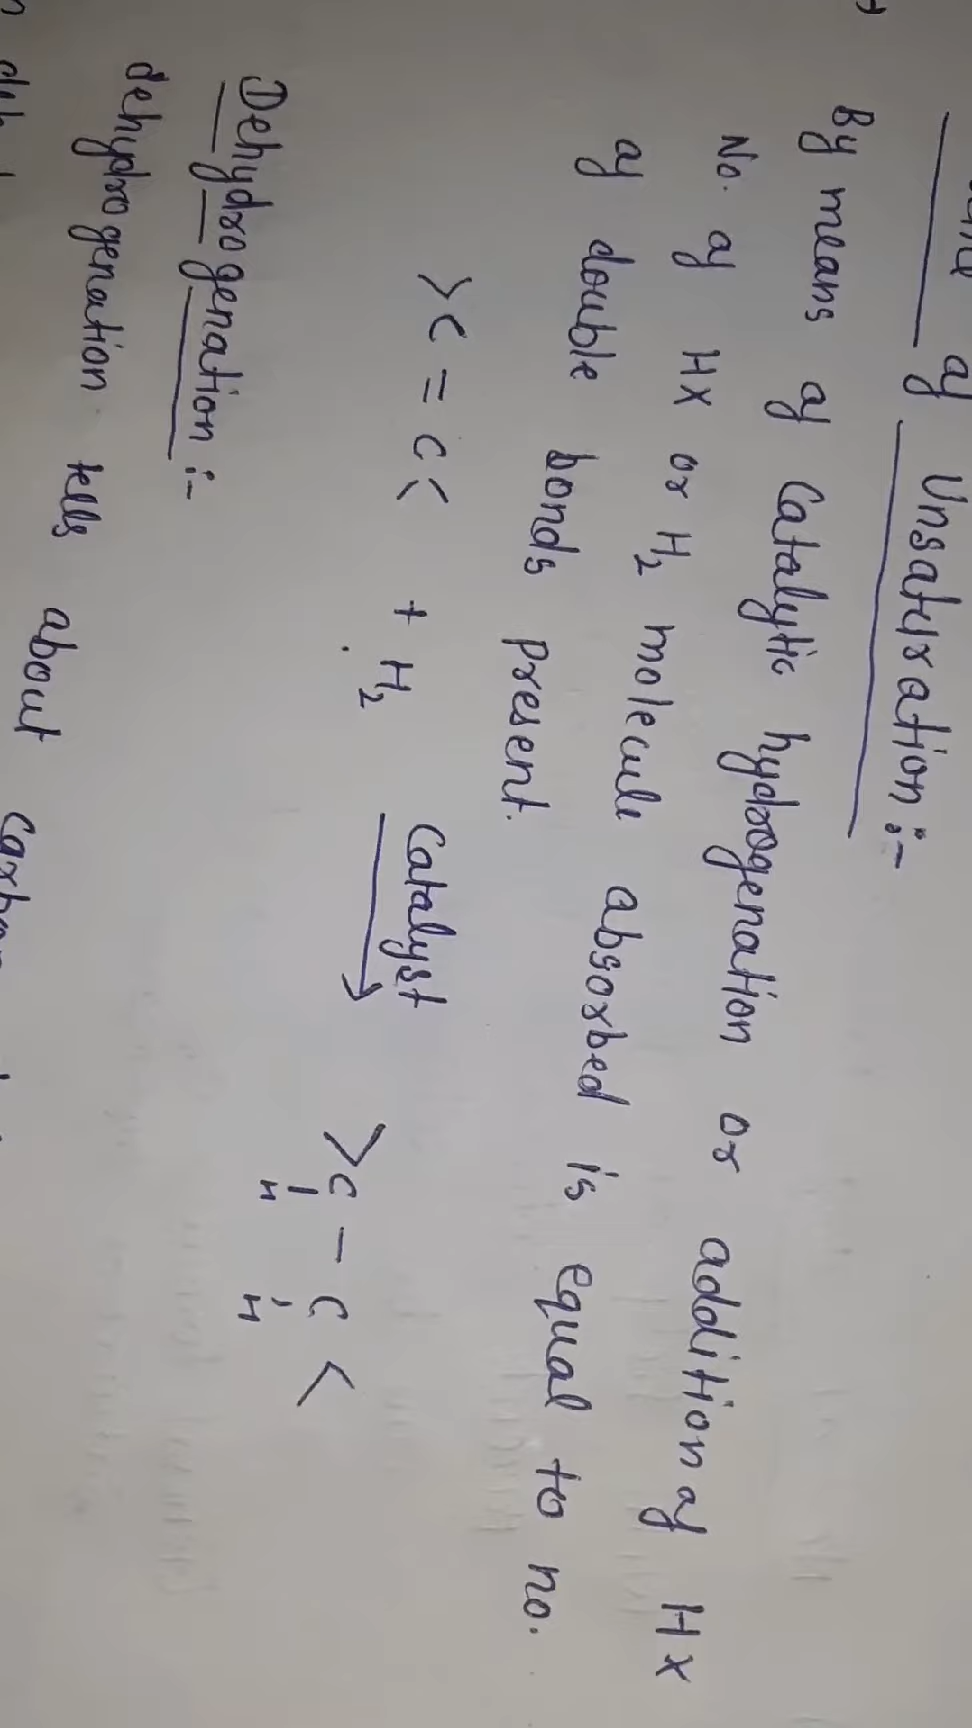 of Unsaturation :-
By means of Catalytic hydrogenation or addition of HX
No. of HX or H2 molecule absorbed is equal to no.
of double bonds present.
>C = C< + H2 Catalyst → >C - C<
H H
Dehydrogenation :-
dehydrogenation tells about